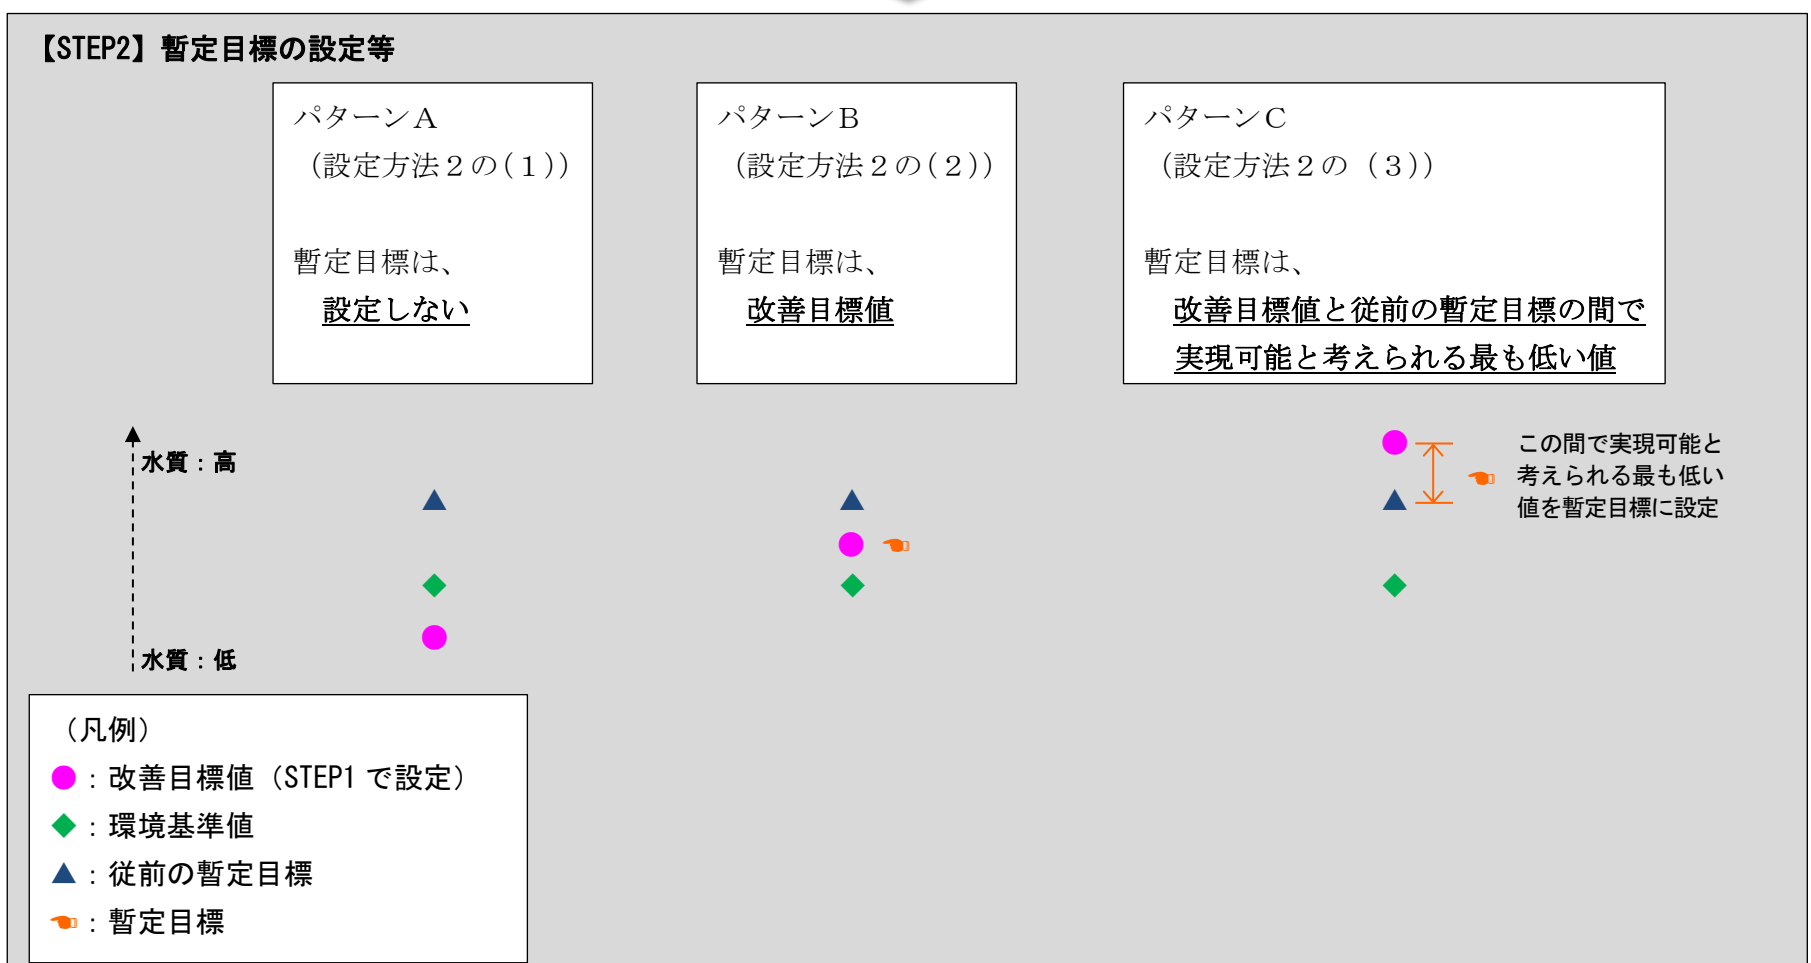 【STEP2】暫定目標の設定等
パターンA
（設定方法２の(１)）
暫定目標は、
設定しない
パターンB
（設定方法２の(２)）
暫定目標は、
改善目標値
パターンC
（設定方法２の（３)）
暫定目標は、
改善目標値と従前の暫定目標の間で
実現可能と考えられる最も低い値
水質：高
水質：低
この間で実現可能と
考えられる最も低い
値を暫定目標に設定
（凡例）
●：改善目標値（STEP1 で設定）
◆：環境基準値
▲：従前の暫定目標
☚：暫定目標